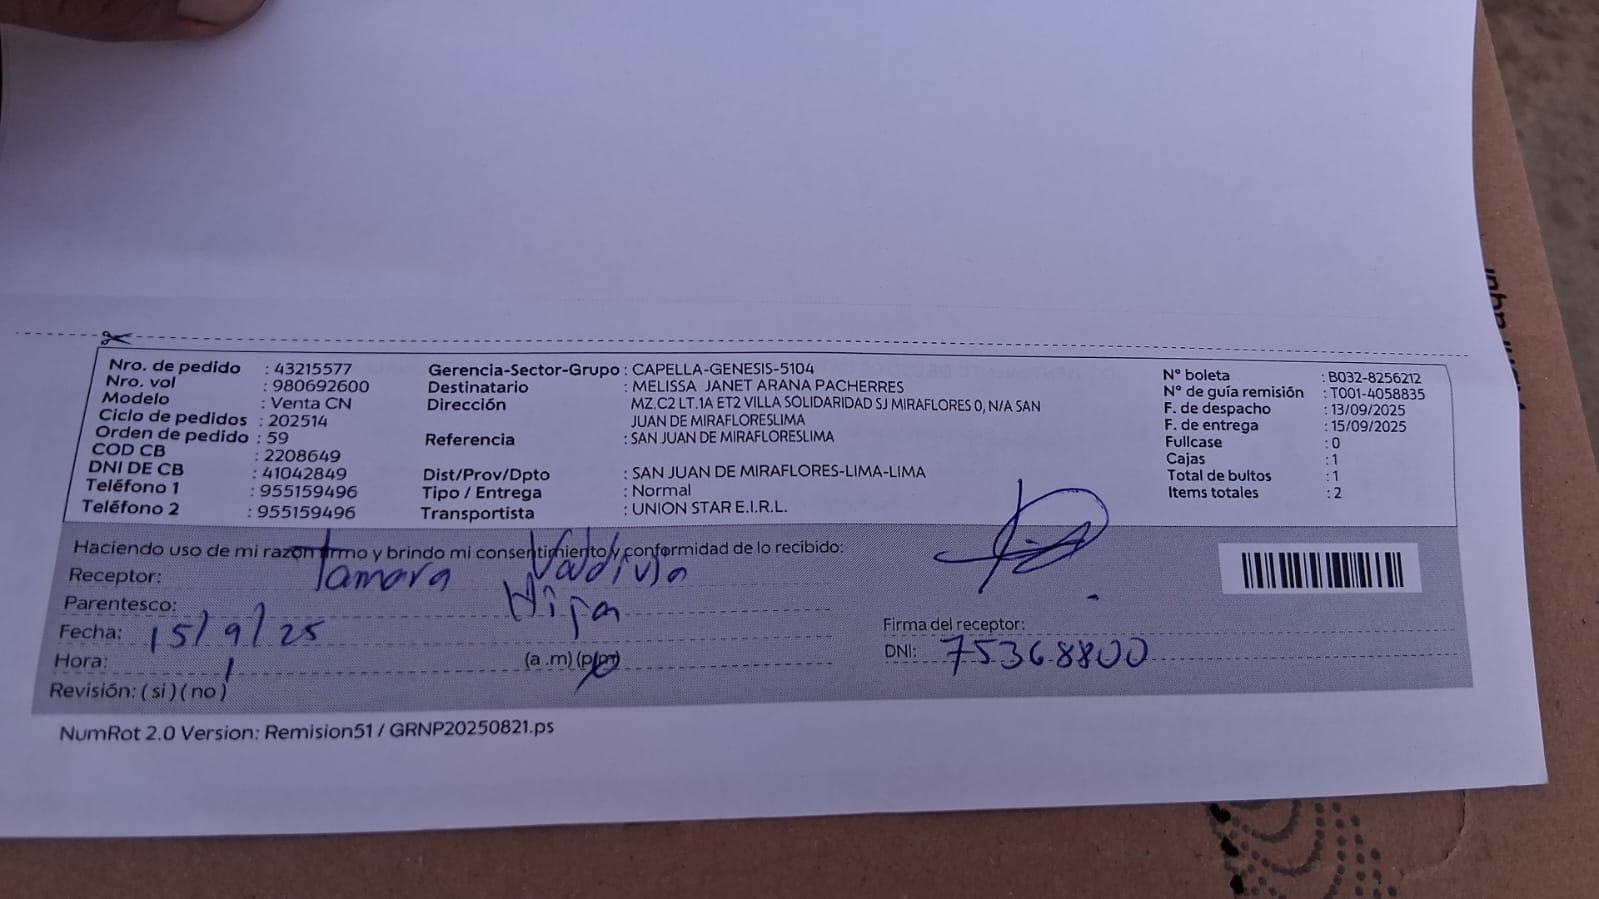 Nro. de pedido : 43215577
Nro. vol : 980692600
Modelo : Venta CN
Ciclo de pedidos : 202514
Orden de pedido : 59
COD CB : 2208649
DNI DE CB : 41042849
Teléfono 1 : 955159496
Teléfono 2 : 955159496
Gerencia-Sector-Grupo : CAPELLA-GENESIS-5104
Destinatario : MELISSA JANET ARANA PACHERRES
Dirección MZ.C2 LT.1A ET2 VILLA SOLIDARIDAD SJ MIRAFLORES 0, N/A SAN
JUAN DE MIRAFLORESLIMA
Referencia : SAN JUAN DE MIRAFLORESLIMA
Dist/Prov/Dpto : SAN JUAN DE MIRAFLORES-LIMA-LIMA
Tipo / Entrega : Normal
Transportista : UNION STAR E.I.R.L.
N° boleta : B032-8256212
N° de guía remisión : T001-4058835
F. de despacho : 13/09/2025
F. de entrega : 15/09/2025
Fullcase : 0
Cajas : 1
Total de bultos : 1
Items totales : 2
Haciendo uso de mi razón firmo y brindo mi consentimiento y conformidad de lo recibido:
Receptor: Tamara Valdivia
Parentesco: Hija
Fecha: 15/9/25
Hora: 1 (a .m) (p.m)
Revisión: ( si ) ( no )
Firma del receptor:
DNI: 75368800
NumRot 2.0 Version: Remision51 / GRNP20250821.ps